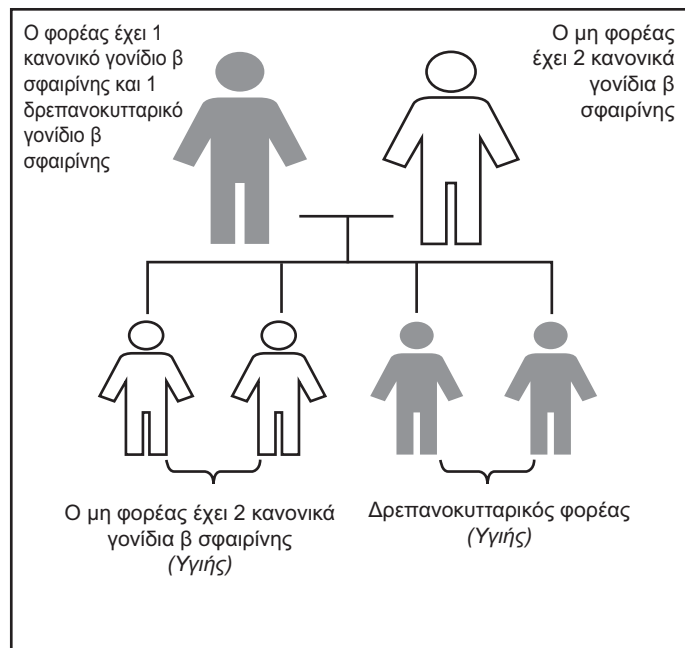 Ο φορέας έχει 1
κανονικό γονίδιο β
σφαιρίνης και 1
δρεπανοκυτταρικό
γονίδιο β
σφαιρίνης
Ο μη φορέας
έχει 2 κανονικά
γονίδια β
σφαιρίνης
Ο μη φορέας έχει 2 κανονικά
γονίδια β σφαιρίνης
(Υγιής)
Δρεπανοκυτταρικός φορέας
(Υγιής)